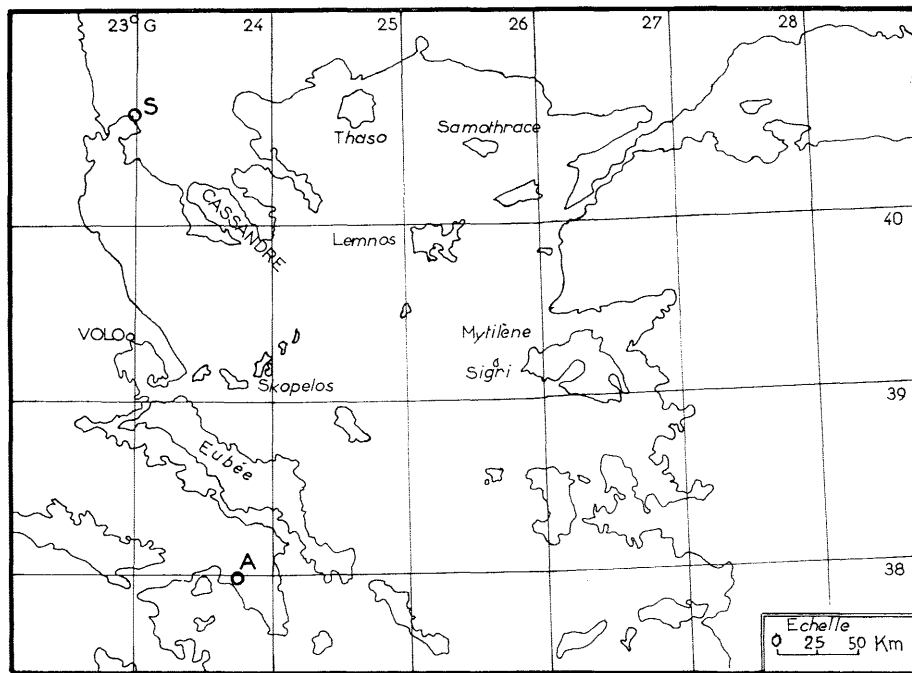 23° G 24 25 26 27 28
S
Thaso
Samothrace
CASSANDRE
40
Lemnos
VOLO
Mytilène
Sigri
Skopelos
39
Eubée
A
38
Echelle
0 25 50 Km